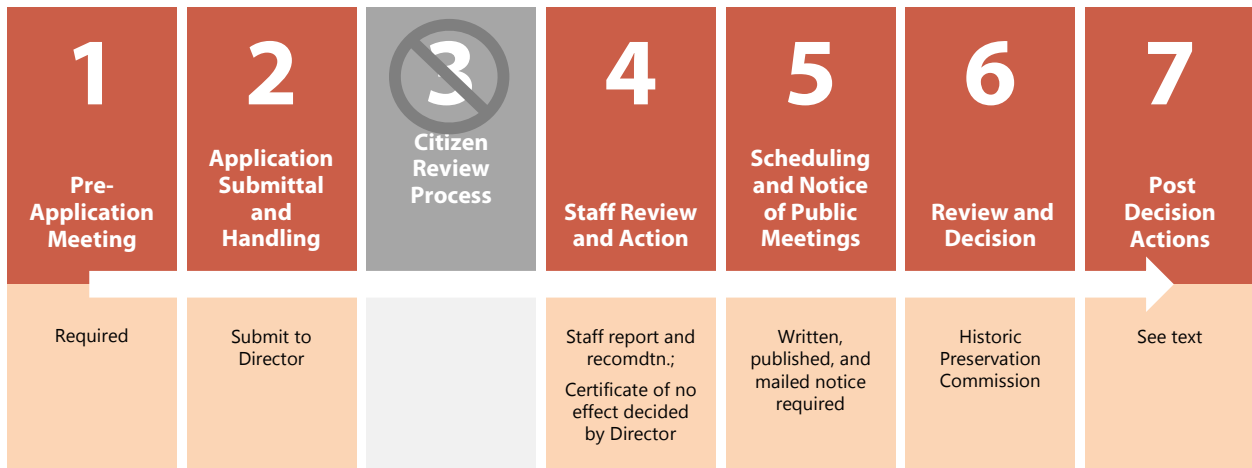 1
Pre-
Application
Meeting
Required
2
Application
Submittal
and
Handling
Submit to
Director
3
Citizen
Review
Process
4
Staff Review
and Action
Staff report and
recomdtn.;
Certificate of no
effect decided
by Director
5
Scheduling
and Notice
of Public
Meetings
Written,
published, and
mailed notice
required
6
Review and
Decision
Historic
Preservation
Commission
7
Post
Decision
Actions
See text